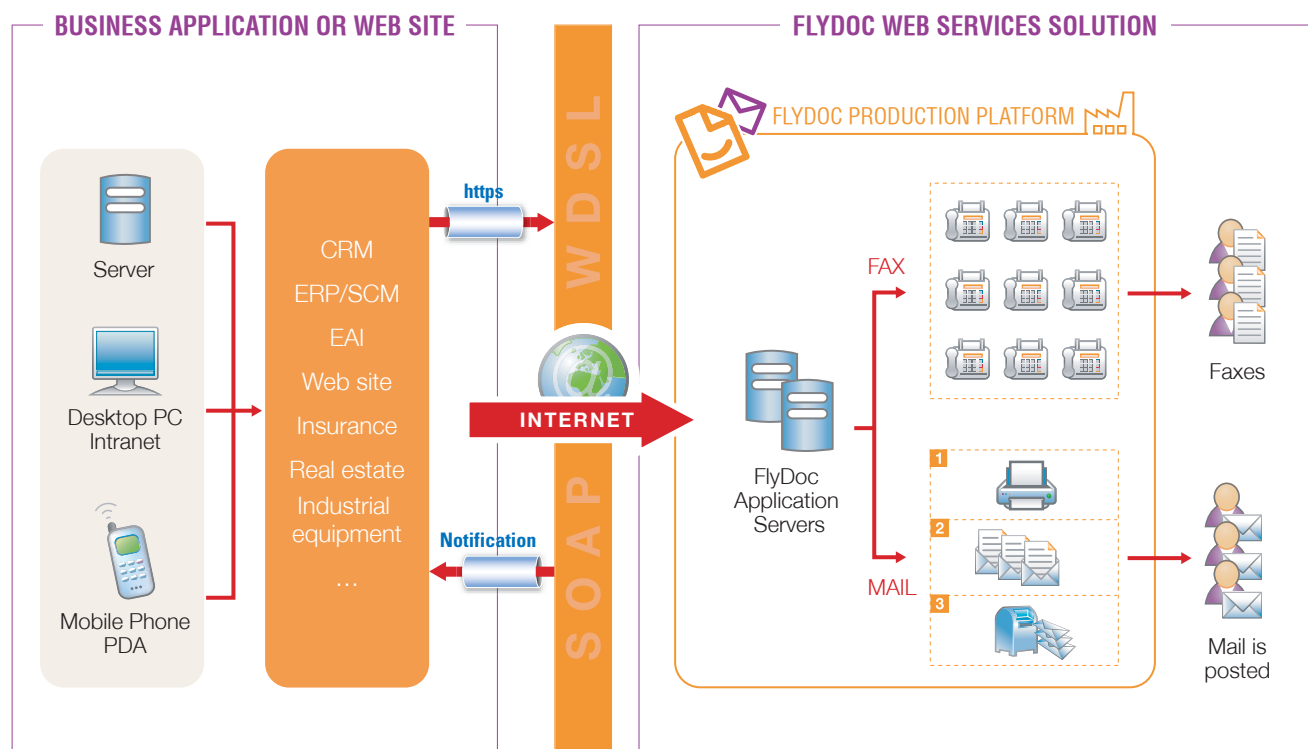 BUSINESS APPLICATION OR WEB SITE
Server
Desktop PC
Intranet
Mobile Phone
PDA
CRM
ERP/SCM
EAI
Web site
Insurance
Real estate
Industrial
equipment
...
https
Notification
SOAP WDSL
INTERNET
FLYDOC WEB SERVICES SOLUTION
FLYDOC PRODUCTION PLATFORM
FlyDoc
Application
Servers
FAX
MAIL
1
2
3
Faxes
Mail is
posted